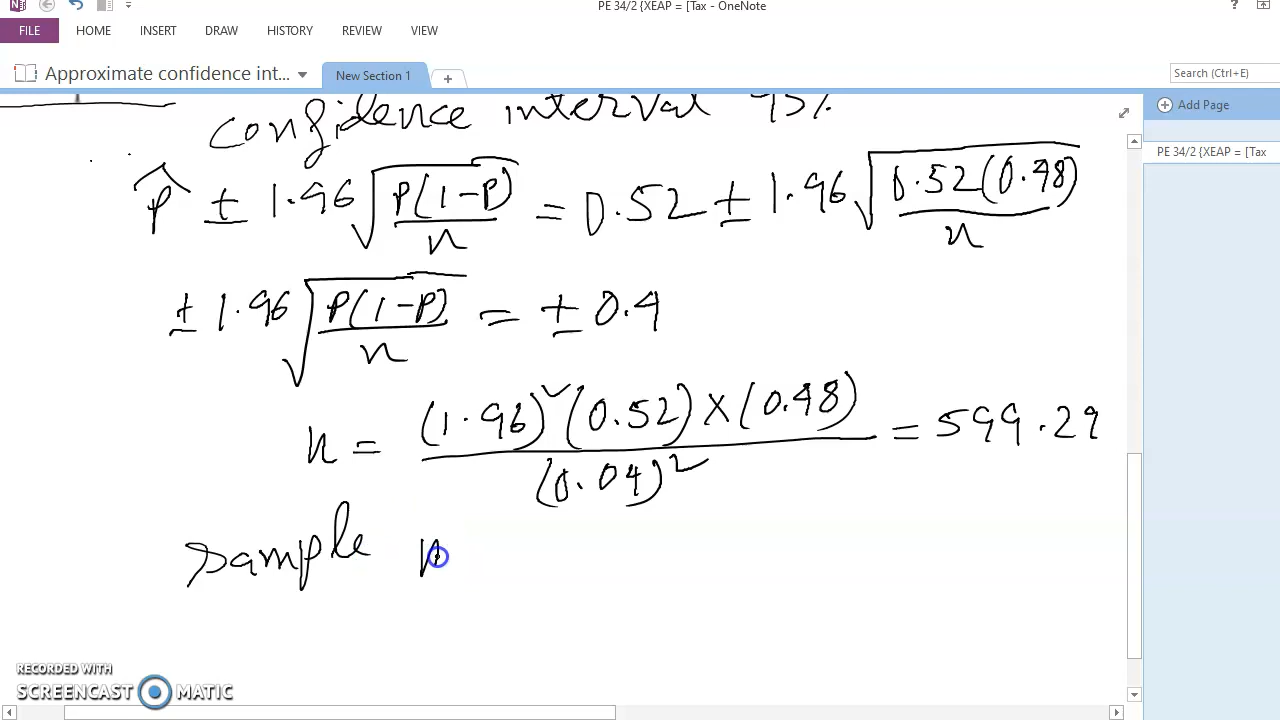 PE 34/2 {XEAP = [Tax - OneNote
FILE HOME INSERT DRAW HISTORY REVIEW VIEW
Approximate confidence int... New Section 1 + Search (Ctrl+E)
Add Page
PE 34/2 {XEAP = [Tax
confidence interval 95%
p̂ ± 1.96 √(P(1-P)/n) = 0.52 ± 1.96 √(0.52(0.48)/n)
± 1.96 √(P(1-P)/n) = ± 0.4
n = (1.96)² (0.52) X (0.48) / (0.04)² = 599.29
sample n
RECORDED WITH
SCREENCAST MATIC